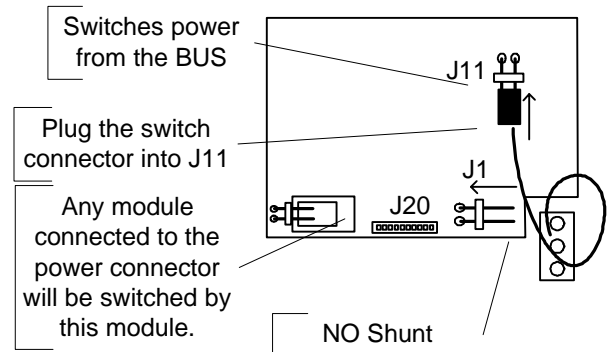 Switches power
from the BUS
J11
Plug the switch
connector into J11
J1
Any module
connected to the
power connector
will be switched by
this module.
J20
NO Shunt